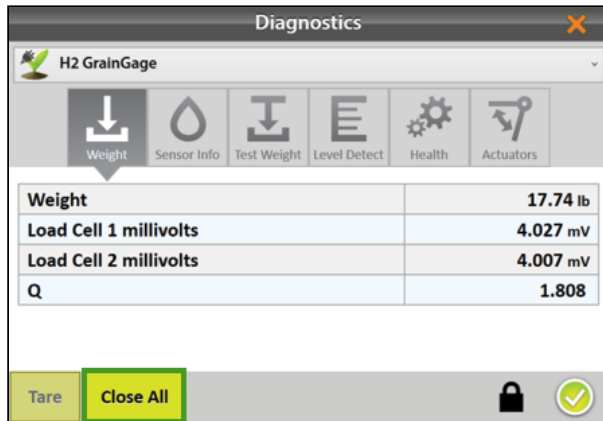 Diagnostics
H2 GrainGage
Weight Sensor Info Test Weight Level Detect Health Actuators
Weight 17.74 lb
Load Cell 1 millivolts 4.027 mV
Load Cell 2 millivolts 4.007 mV
Q 1.808
Tare Close All